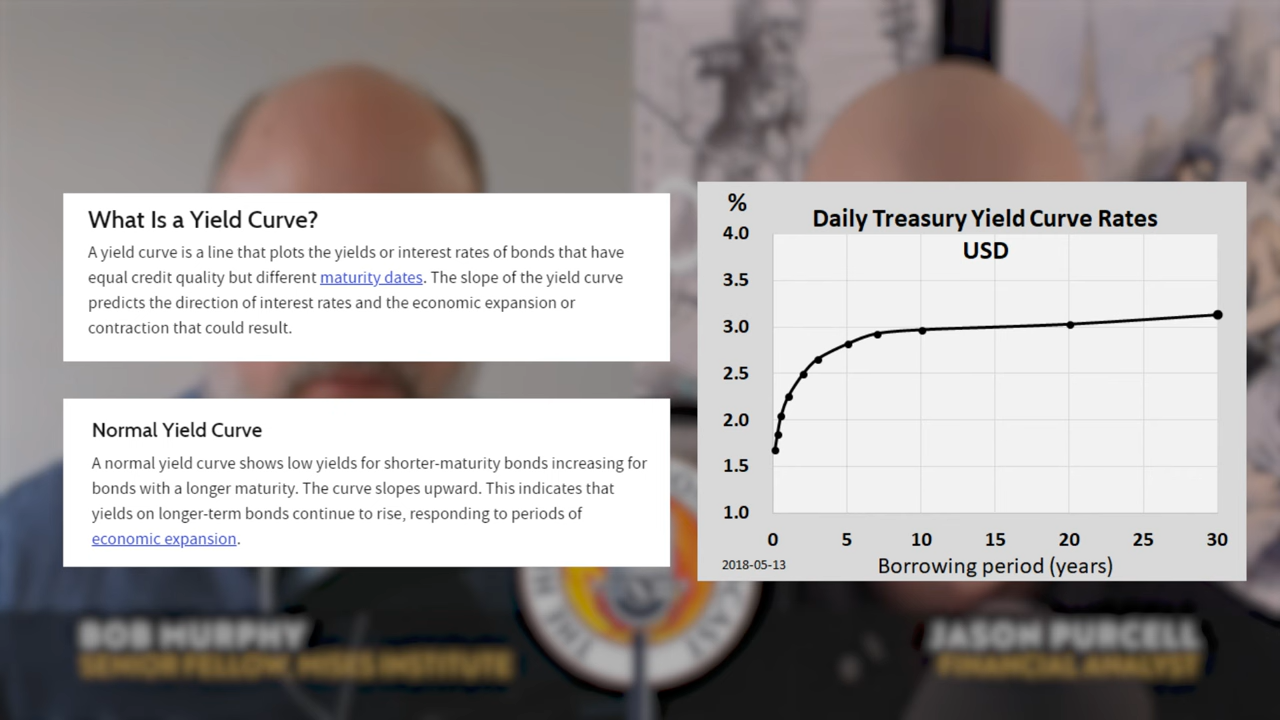 What Is a Yield Curve?
A yield curve is a line that plots the yields or interest rates of bonds that have
equal credit quality but different maturity dates. The slope of the yield curve
predicts the direction of interest rates and the economic expansion or
contraction that could result.
Normal Yield Curve
A normal yield curve shows low yields for shorter-maturity bonds increasing for
bonds with a longer maturity. The curve slopes upward. This indicates that
yields on longer-term bonds continue to rise, responding to periods of
economic expansion.
%
Daily Treasury Yield Curve Rates
USD
4.0
3.5
3.0
2.5
2.0
1.5
1.0
0 5 10 15 20 25 30
2018-05-13
Borrowing period (years)
BOB MURPHY
SENIOR FELLOW, MISES INSTITUTE
JASON PURCELL
FINANCIAL ANALYST